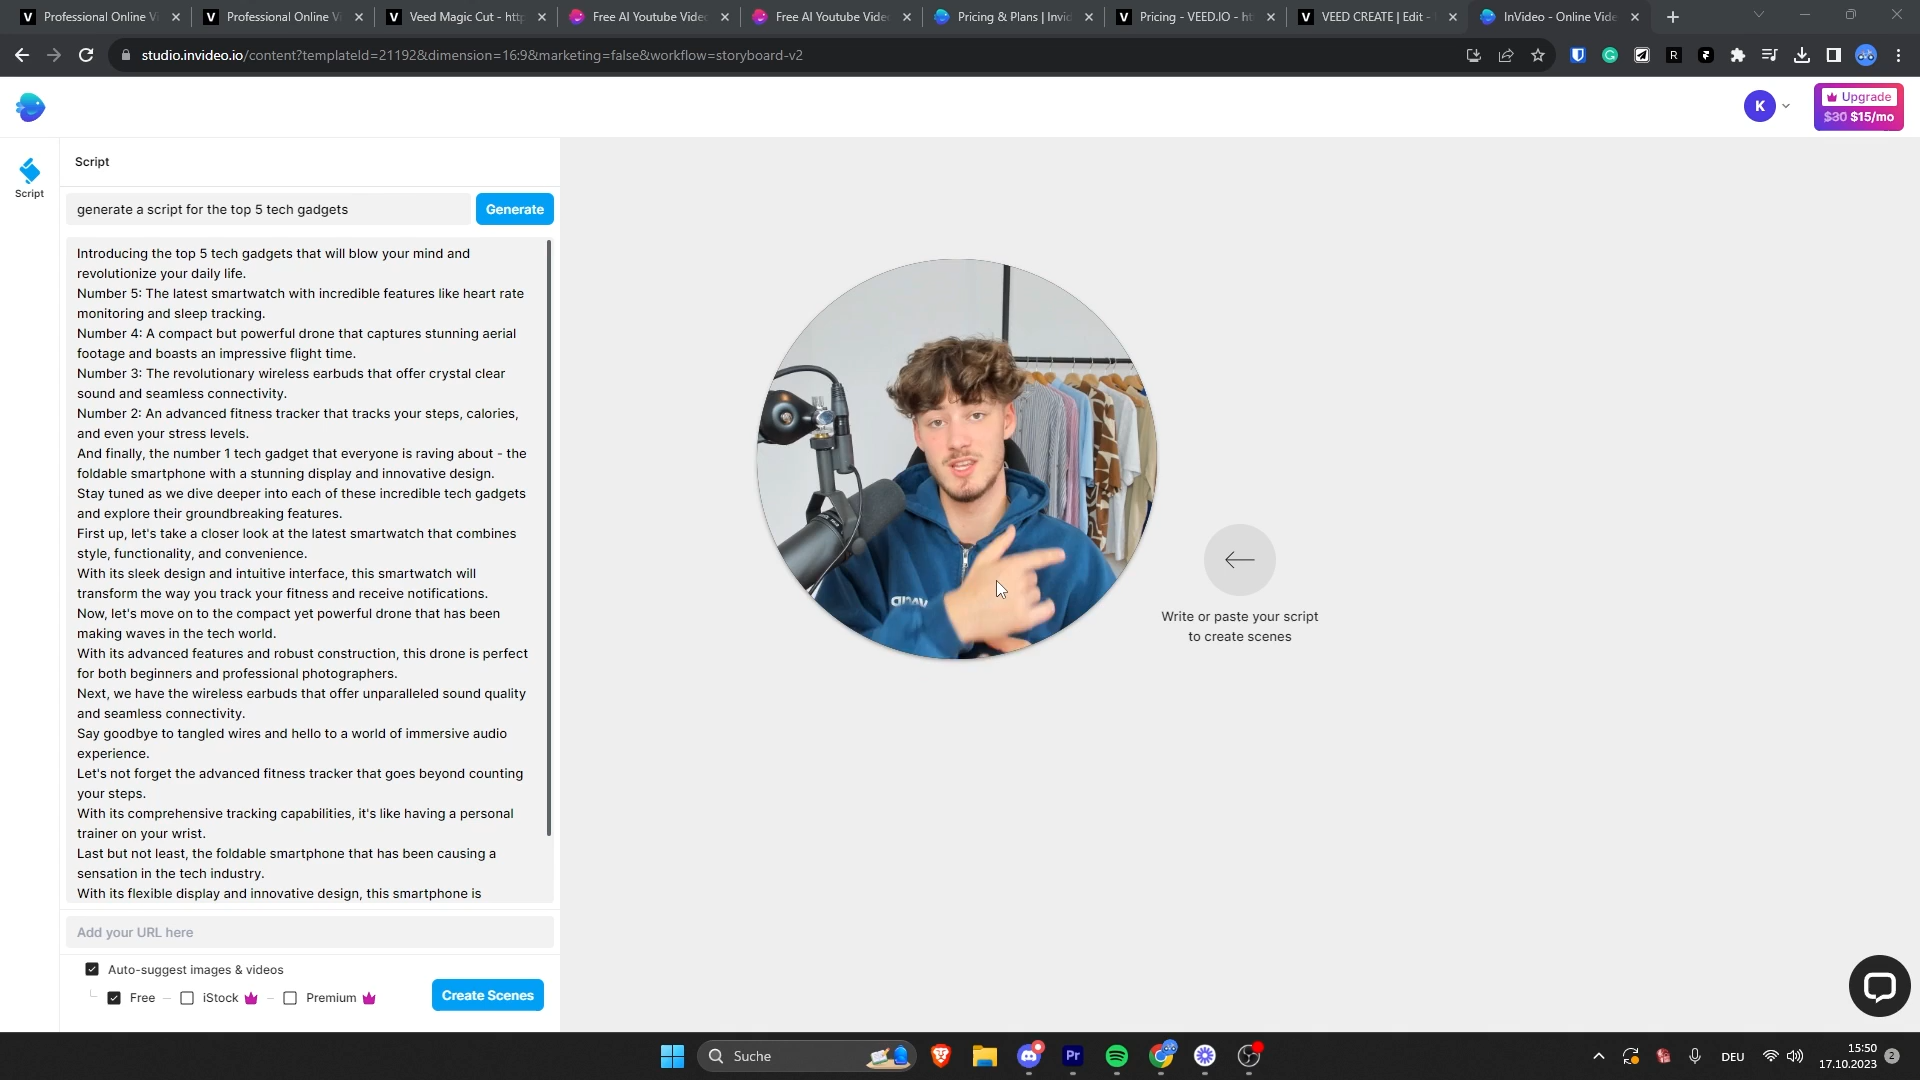 Professional Online Vi
Professional Online Vi
Veed Magic Cut - http
Free AI Youtube Vide
Free AI Youtube Vide
Pricing & Plans | Invid
Pricing - VEED.IO - ht
VEED CREATE | Edit -
InVideo - Online Vide
studio.invideo.io/content?templateId=21192&dimension=16:9&marketing=false&workflow=storyboard-v2
K
Upgrade
$30 $15/mo
Script
Script
generate a script for the top 5 tech gadgets
Generate
Introducing the top 5 tech gadgets that will blow your mind and
revolutionize your daily life.
Number 5: The latest smartwatch with incredible features like heart rate
monitoring and sleep tracking.
Number 4: A compact but powerful drone that captures stunning aerial
footage and boasts an impressive flight time.
Number 3: The revolutionary wireless earbuds that offer crystal clear
sound and seamless connectivity.
Number 2: An advanced fitness tracker that tracks your steps, calories,
and even your stress levels.
And finally, the number 1 tech gadget that everyone is raving about - the
foldable smartphone with a stunning display and innovative design.
Stay tuned as we dive deeper into each of these incredible tech gadgets
and explore their groundbreaking features.
First up, let's take a closer look at the latest smartwatch that combines
style, functionality, and convenience.
With its sleek design and intuitive interface, this smartwatch will
transform the way you track your fitness and receive notifications.
Now, let's move on to the compact yet powerful drone that has been
making waves in the tech world.
With its advanced features and robust construction, this drone is perfect
for both beginners and professional photographers.
Next, we have the wireless earbuds that offer unparalleled sound quality
and seamless connectivity.
Say goodbye to tangled wires and hello to a world of immersive audio
experience.
Let's not forget the advanced fitness tracker that goes beyond counting
your steps.
With its comprehensive tracking capabilities, it's like having a personal
trainer on your wrist.
Last but not least, the foldable smartphone that has been causing a
sensation in the tech industry.
With its flexible display and innovative design, this smartphone is
Write or paste your script
to create scenes
Add your URL here
Auto-suggest images & videos
Free
iStock
Premium
Create Scenes
Suche
Pr
DEU
15:50
17.10.2023
2